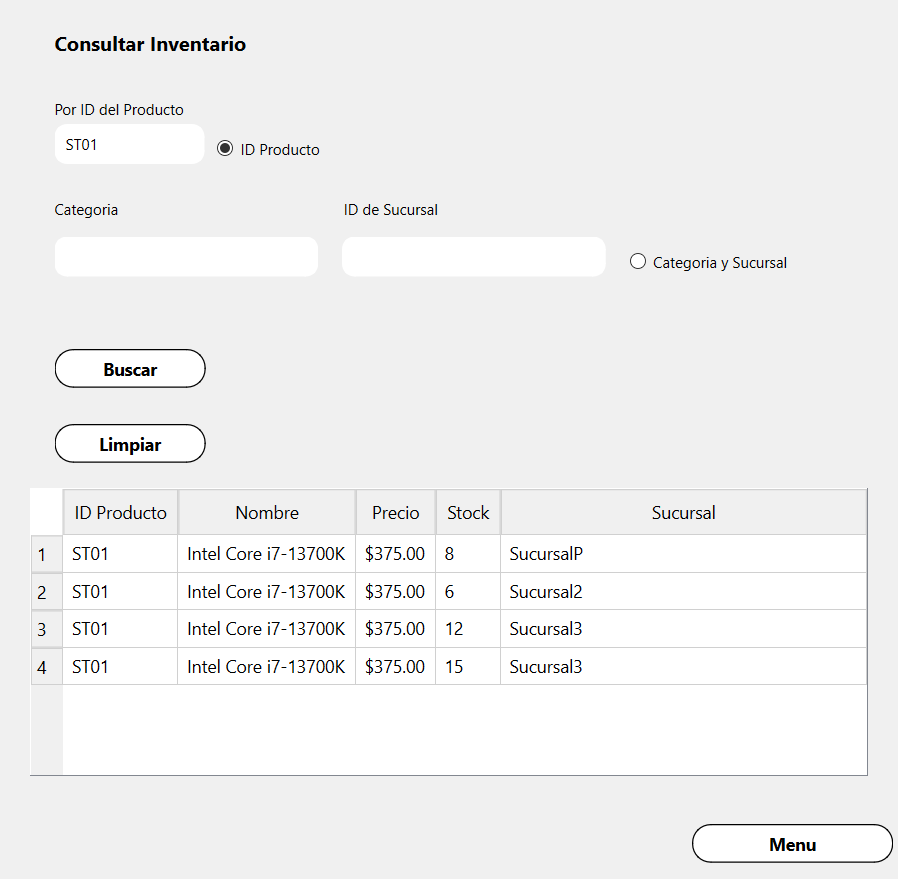 Consultar Inventario
Por ID del Producto
ST01
ID Producto
Categoria
ID de Sucursal
Categoria y Sucursal
Buscar
Limpiar
ID Producto Nombre Precio Stock Sucursal
1 ST01 Intel Core i7-13700K $375.00 8 SucursalP
2 ST01 Intel Core i7-13700K $375.00 6 Sucursal2
3 ST01 Intel Core i7-13700K $375.00 12 Sucursal3
4 ST01 Intel Core i7-13700K $375.00 15 Sucursal3
Menu